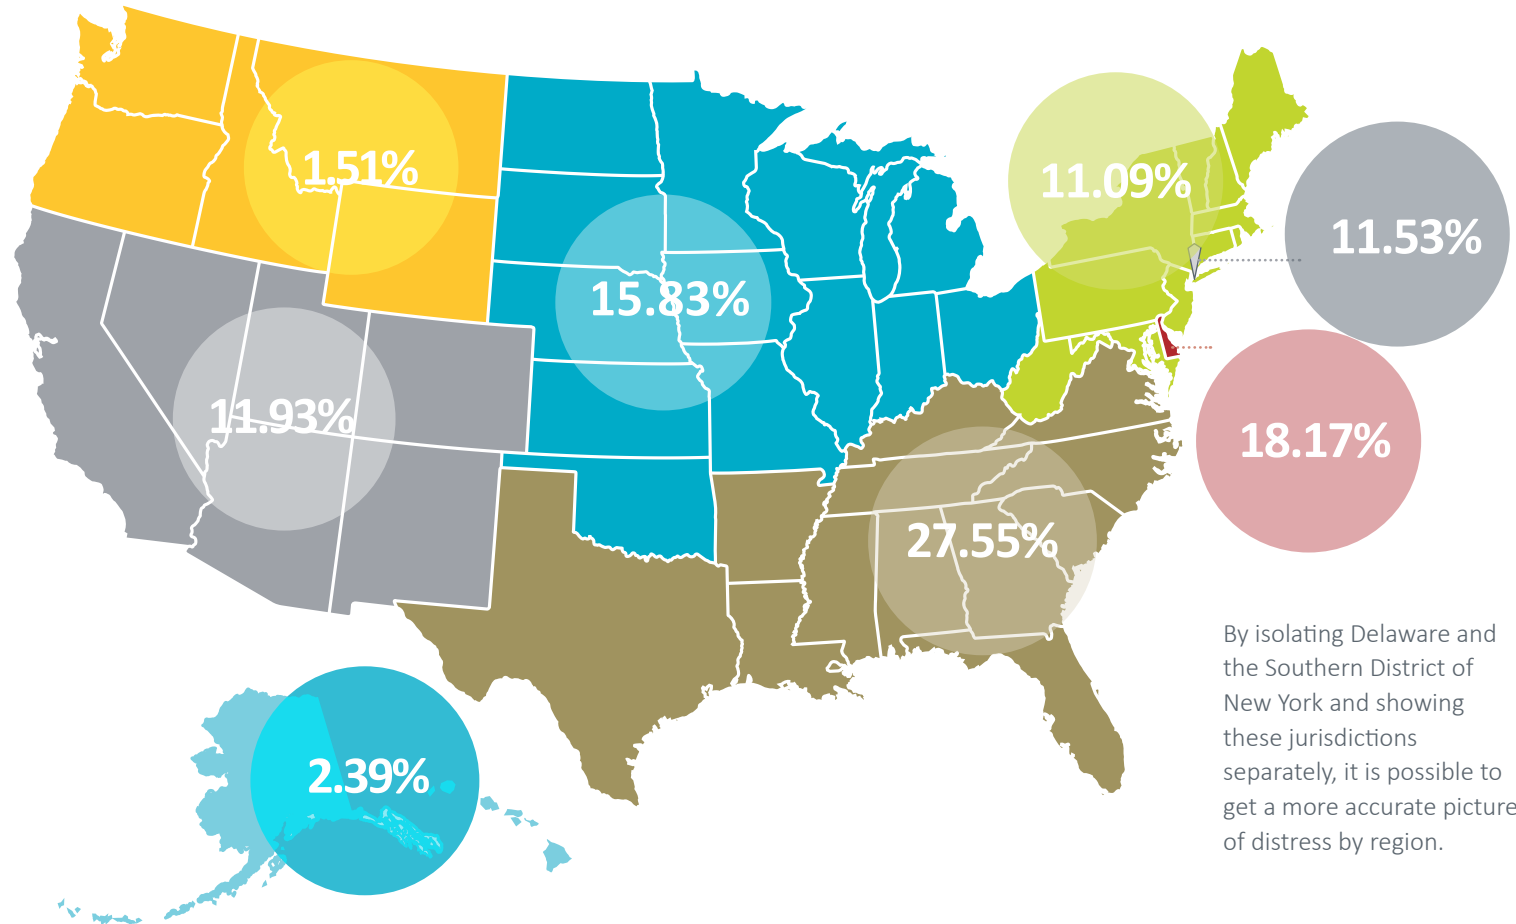 1.51%
11.09%
11.53%
15.83%
11.93%
18.17%
27.55%
2.39%
By isolating Delaware and
the Southern District of
New York and showing
these jurisdictions
separately, it is possible to
get a more accurate picture
of distress by region.